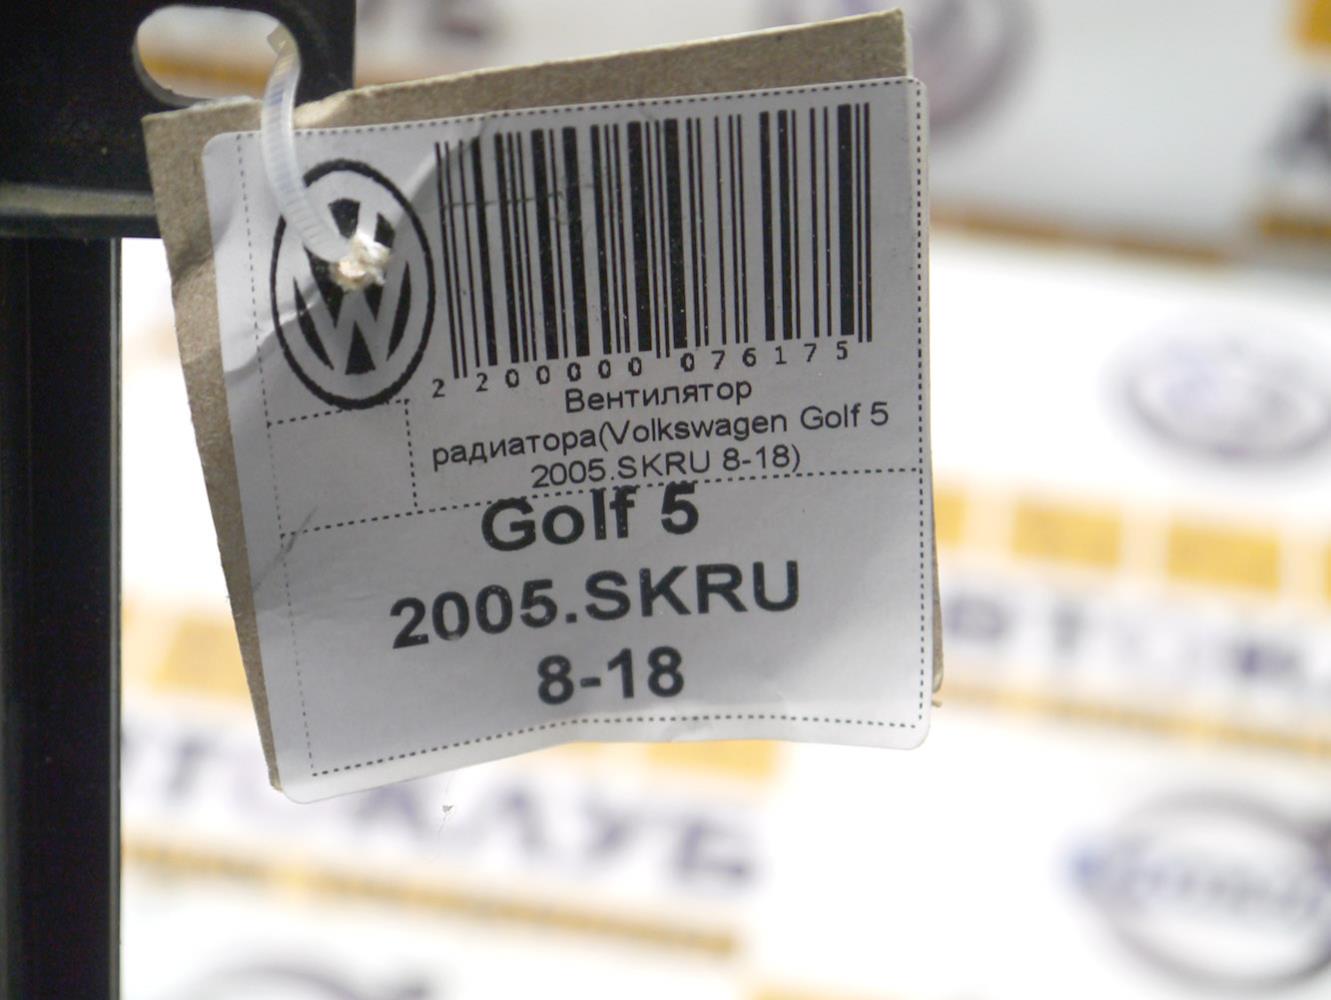 2 200000 076175
Вентилятор
радиатора(Volkswagen Golf 5
2005.SKRU 8-18)
Golf 5
2005.SKRU
8-18